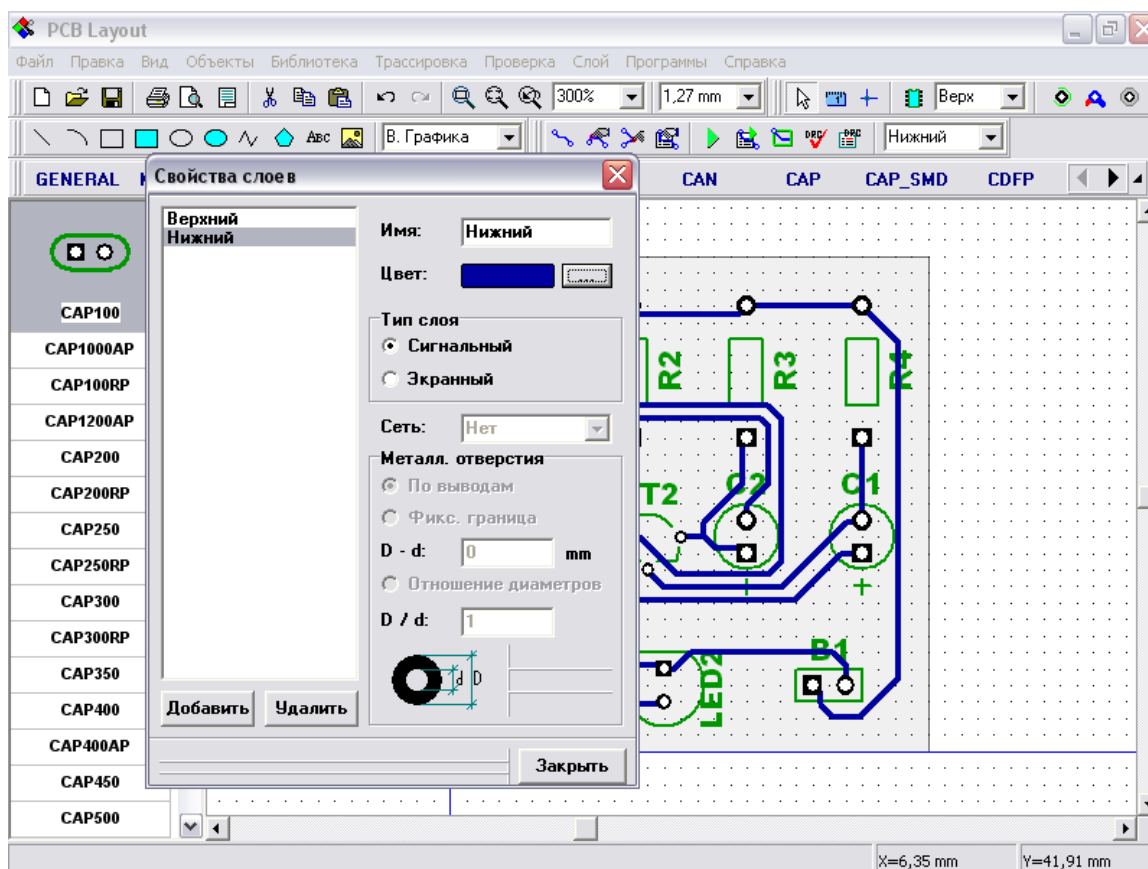 PCB Layout
Файл Правка Вид Объекты Библиотека Трассировка Проверка Слой Программы Справка
300% 1,27 mm Верх
ABC В. Графика DRC DRC Нижний
GENERAL CAN CAP CAP_SMD CDFP
Свойства слоев
Верхний
Нижний
Имя: Нижний
Цвет: ...
Тип слоя
Сигнальный
Экранный
Сеть: Нет
Металл. отверстия
По выводам
Фикс. граница
D - d: 0 mm
Отношение диаметров
D / d: 1
d D
Добавить Удалить
Закрыть
CAP100
CAP1000AP
CAP100RP
CAP1200AP
CAP200
CAP200RP
CAP250
CAP250RP
CAP300
CAP300RP
CAP350
CAP400
CAP400AP
CAP450
CAP500
R2 R3 R4
T2 C2 C1
+ +
B1
LED2
X=6,35 mm Y=41,91 mm